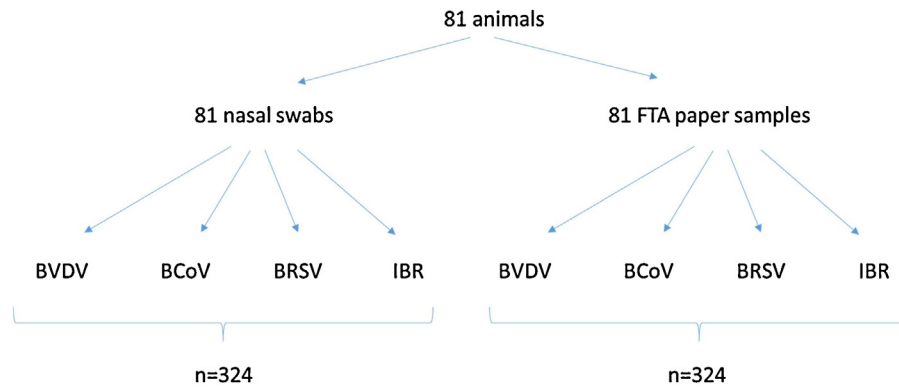 81 animals
81 nasal swabs 81 FTA paper samples
BVDV BCoV BRSV IBR BVDV BCoV BRSV IBR
n=324 n=324